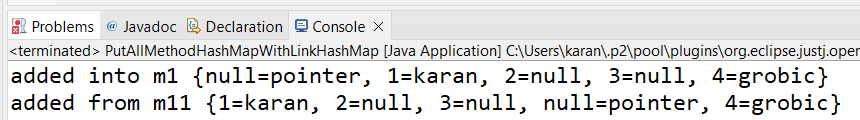 Problems @ Javadoc Declaration Console
<terminated> PutAllMethodHashMapWithLinkHashMap [Java Application] C:\Users\karan\.p2\pool\plugins\org.eclipse.justj.oper
added into m1 {null=pointer, 1=karan, 2=null, 3=null, 4=grobic}
added from m11 {1=karan, 2=null, 3=null, null=pointer, 4=grobic}